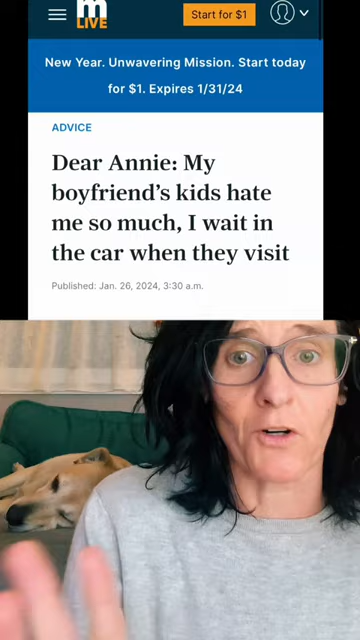 m
LIVE
Start for $1
New Year. Unwavering Mission. Start today
for $1. Expires 1/31/24
ADVICE
Dear Annie: My
boyfriend’s kids hate
me so much, I wait in
the car when they visit
Published: Jan. 26, 2024, 3:30 a.m.